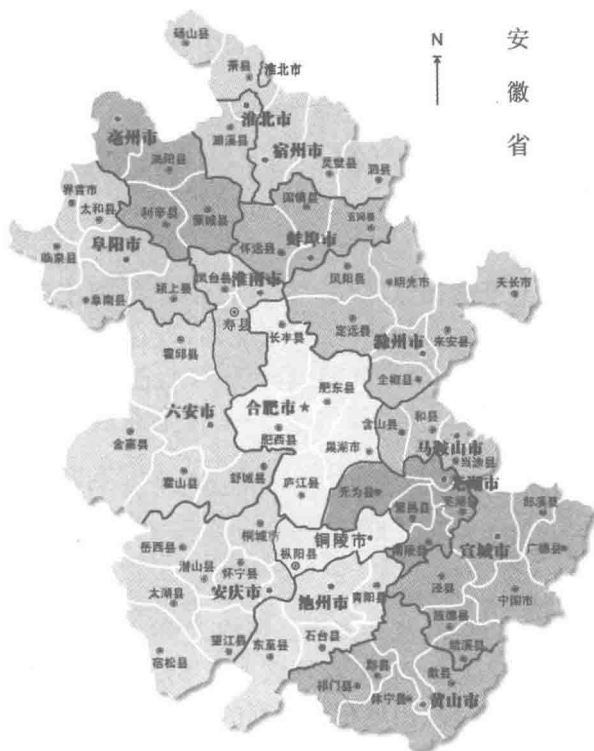 安徽省
N
砀山县
萧县
淮北市
淮北市
濉溪县
宿州市
灵璧县
泗县
亳州市
涡阳县
利辛县
蒙城县
界首市
太和县
阜阳市
临泉县
阜南县
颍上县
固镇县
五河县
怀远县
蚌埠市
凤台县
淮南市
寿县
凤阳县
明光市
天长市
定远县
滁州市
来安县
全椒县
长丰县
霍邱县
六安市
金寨县
霍山县
舒城县
合肥市
肥东县
肥西县
巢湖市
庐江县
含山县
和县
马鞍山市
当涂县
芜湖市
芜湖县
无为县
繁昌县
南陵县
铜陵市
枞阳县
桐城市
岳西县
潜山县
怀宁县
安庆市
太湖县
望江县
宿松县
池州市
青阳县
东至县
石台县
宣城市
郎溪县
广德县
泾县
宁国市
旌德县
绩溪县
黟县
歙县
祁门县
休宁县
黄山市